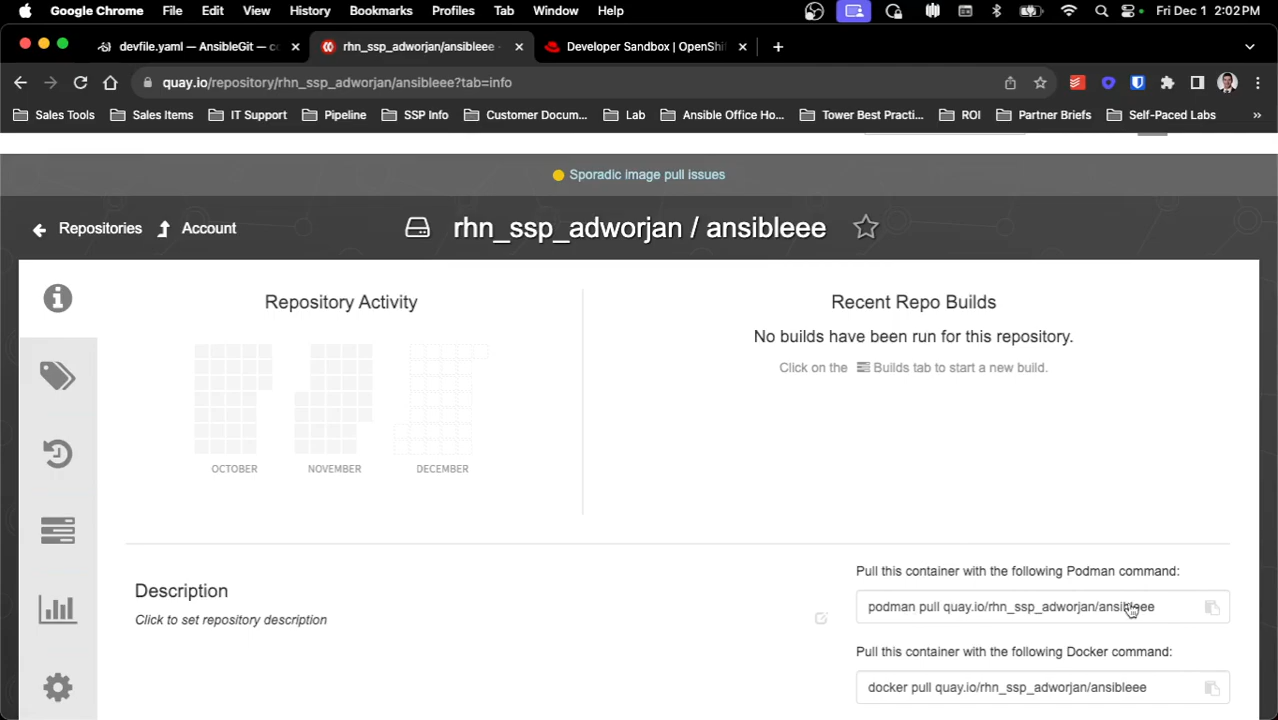 Google Chrome File Edit View History Bookmarks Profiles Tab Window Help Fri Dec 1 2:02 PM
devfile.yaml — AnsibleGit — co
rhn_ssp_adworjan/ansibleee ·
Developer Sandbox | OpenShif
quay.io/repository/rhn_ssp_adworjan/ansibleee?tab=info
Sales Tools Sales Items IT Support Pipeline SSP Info Customer Docum... Lab Ansible Office Ho... Tower Best Practi... ROI Partner Briefs Self-Paced Labs »
Sporadic image pull issues
Repositories Account rhn_ssp_adworjan / ansibleee
Repository Activity
Recent Repo Builds
No builds have been run for this repository.
Click on the Builds tab to start a new build.
OCTOBER NOVEMBER DECEMBER
Description
Click to set repository description
Pull this container with the following Podman command:
podman pull quay.io/rhn_ssp_adworjan/ansibleee
Pull this container with the following Docker command:
docker pull quay.io/rhn_ssp_adworjan/ansibleee